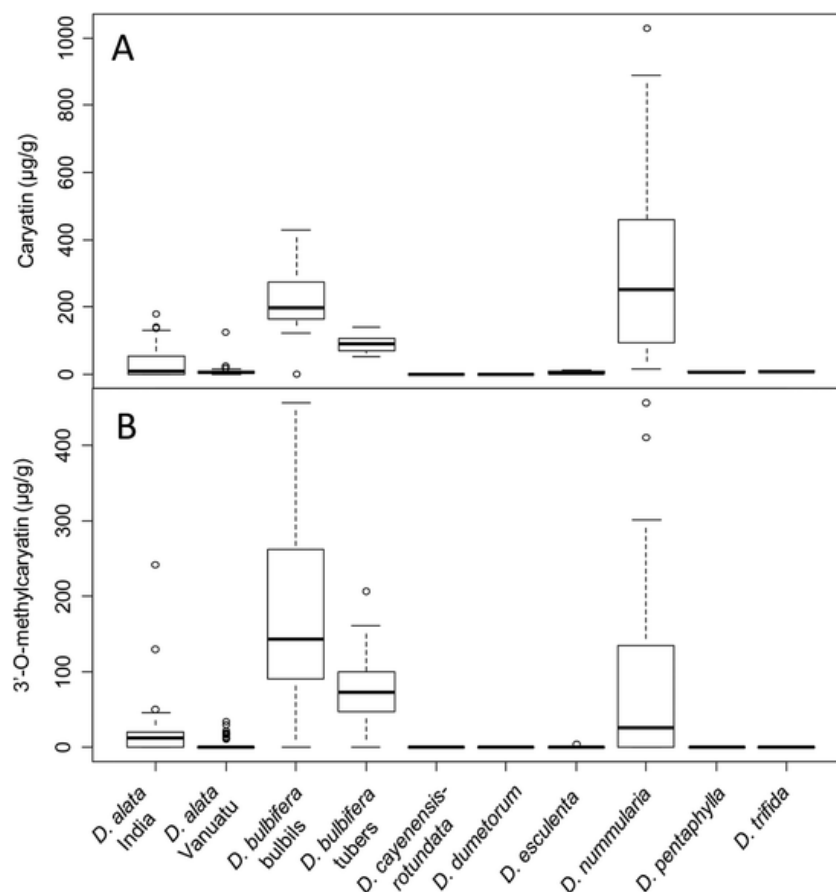 A
Caryatin (µg/g)
1000
800
600
400
200
0
B
3'-O-methylcaryatin (µg/g)
400
300
200
100
0
D. alata
India
D. alata
Vanuatu
D. bulbifera
bulbils
D. bulbifera
tubers
D. cayenensis-
rotundata
D. dumetorum
D. esculenta
D. nummularia
D. pentaphylla
D. trifida